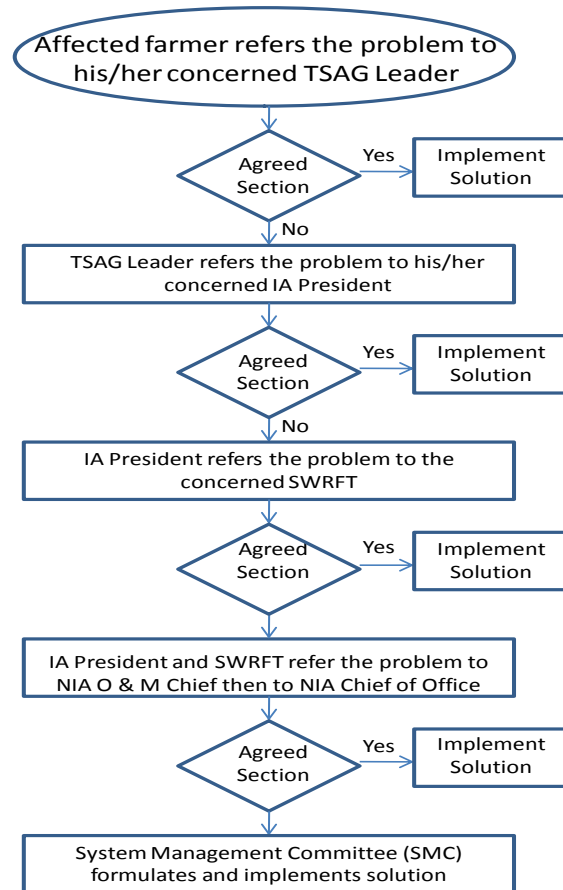 Affected farmer refers the problem to
his/her concerned TSAG Leader
Agreed
Section
Yes
Implement
Solution
No
TSAG Leader refers the problem to his/her
concerned IA President
Agreed
Section
Yes
Implement
Solution
No
IA President refers the problem to the
concerned SWRFT
Agreed
Section
Yes
Implement
Solution
IA President and SWRFT refer the problem to
NIA O & M Chief then to NIA Chief of Office
Agreed
Section
Yes
Implement
Solution
System Management Committee (SMC)
formulates and implements solution